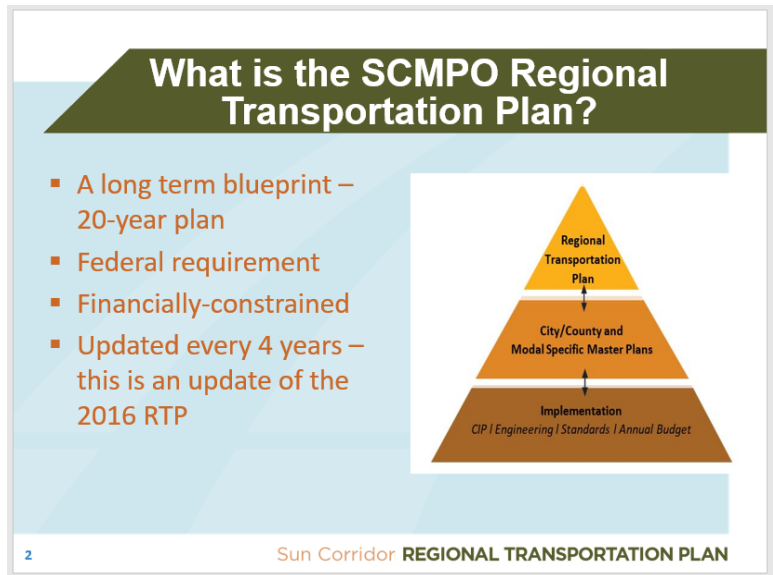 What is the SCMPO Regional
Transportation Plan?
▪ A long term blueprint –
20-year plan
▪ Federal requirement
▪ Financially-constrained
▪ Updated every 4 years –
this is an update of the
2016 RTP
Regional
Transportation
Plan
City/County and
Modal Specific Master Plans
Implementation
CIP l Engineering l Standards l Annual Budget
2
Sun Corridor REGIONAL TRANSPORTATION PLAN